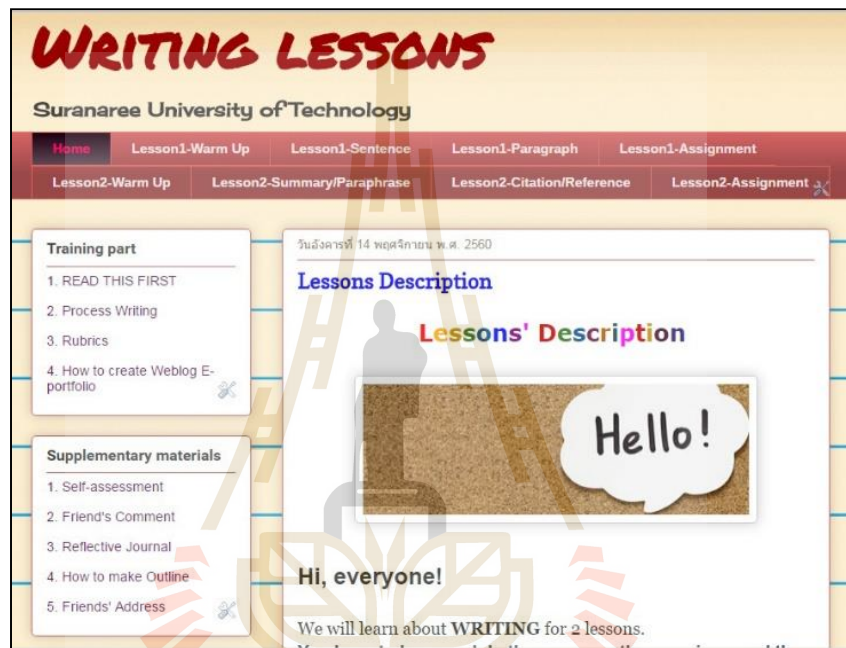 WRITING LESSONS
Suranaree University of Technology
Home Lesson1-Warm Up Lesson1-Sentence Lesson1-Paragraph Lesson1-Assignment
Lesson2-Warm Up Lesson2-Summary/Paraphrase Lesson2-Citation/Reference Lesson2-Assignment
Training part
1. READ THIS FIRST
2. Process Writing
3. Rubrics
4. How to create Weblog E-
portfolio
Supplementary materials
1. Self-assessment
2. Friend's Comment
3. Reflective Journal
4. How to make Outline
5. Friends' Address
วันอังคารที่ 14 พฤศจิกายน พ.ศ. 2560
Lessons Description
Lessons' Description
Hello!
Hi, everyone!
We will learn about WRITING for 2 lessons.